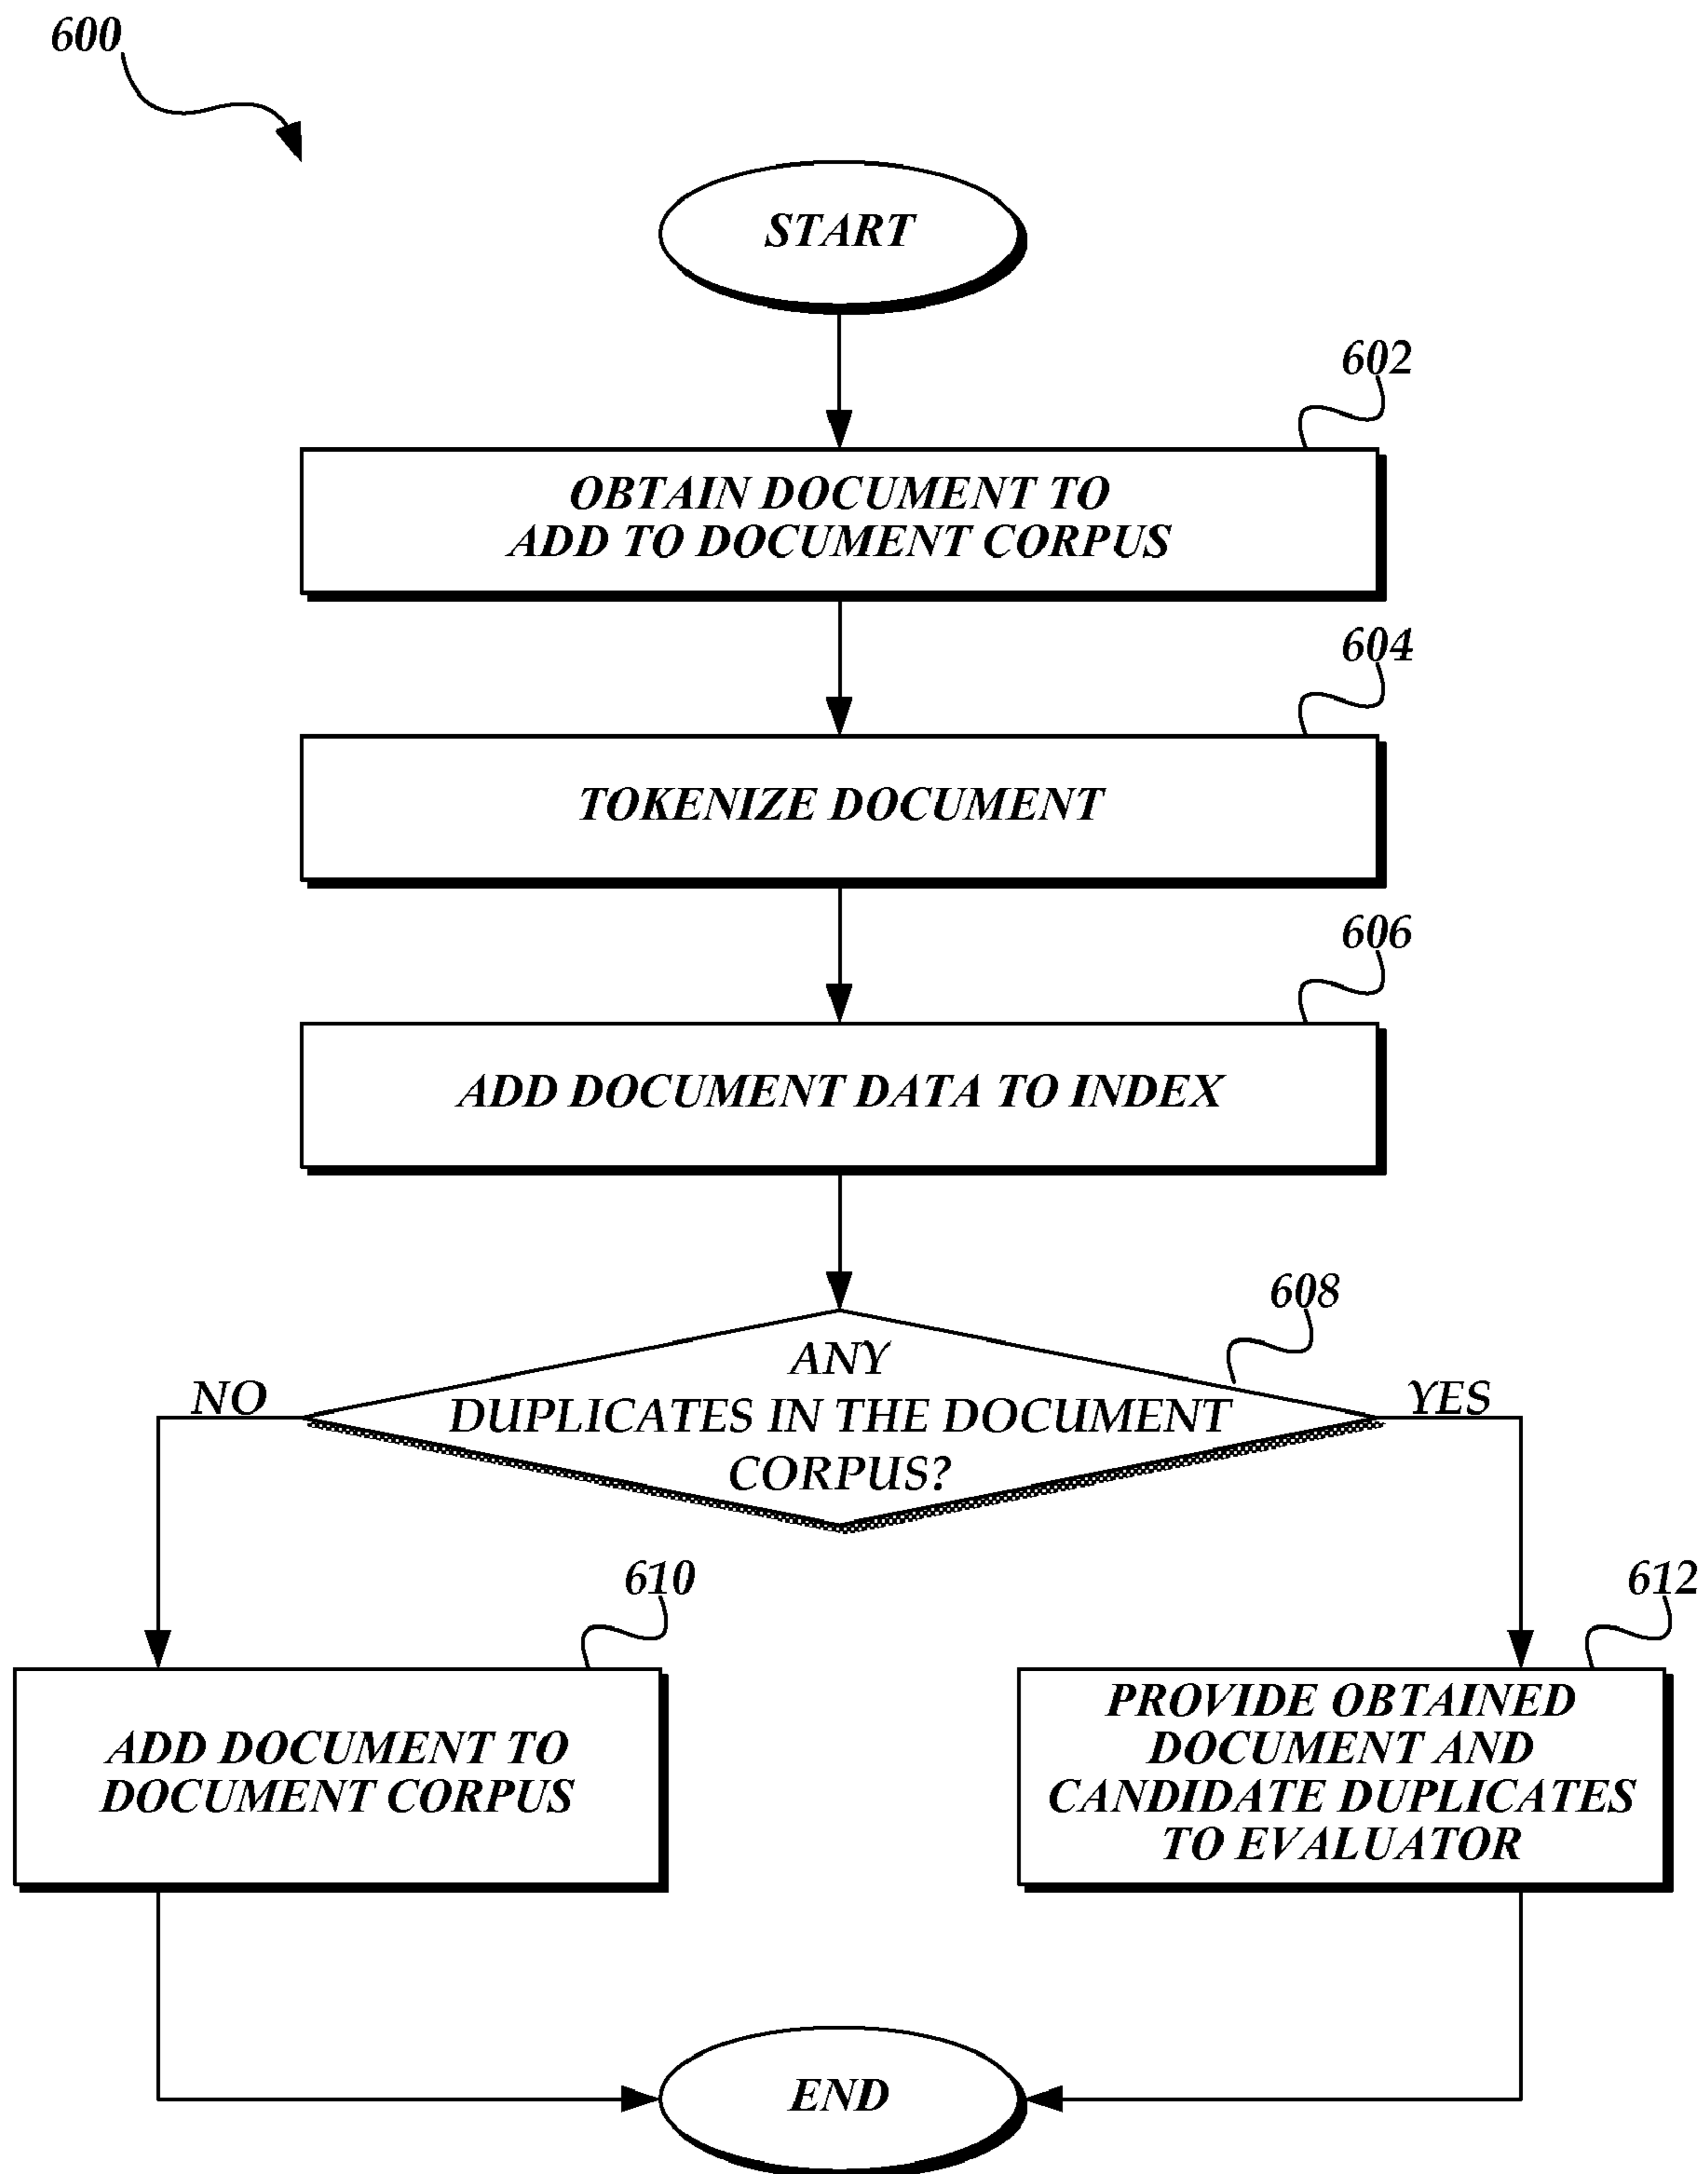 600
START
602
OBTAIN DOCUMENT TO
ADD TO DOCUMENT CORPUS
604
TOKENIZE DOCUMENT
606
ADD DOCUMENT DATA TO INDEX
608
ANY
DUPLICATES IN THE DOCUMENT
CORPUS?
NO
YES
610
ADD DOCUMENT TO
DOCUMENT CORPUS
612
PROVIDE OBTAINED
DOCUMENT AND
CANDIDATE DUPLICATES
TO EVALUATOR
END